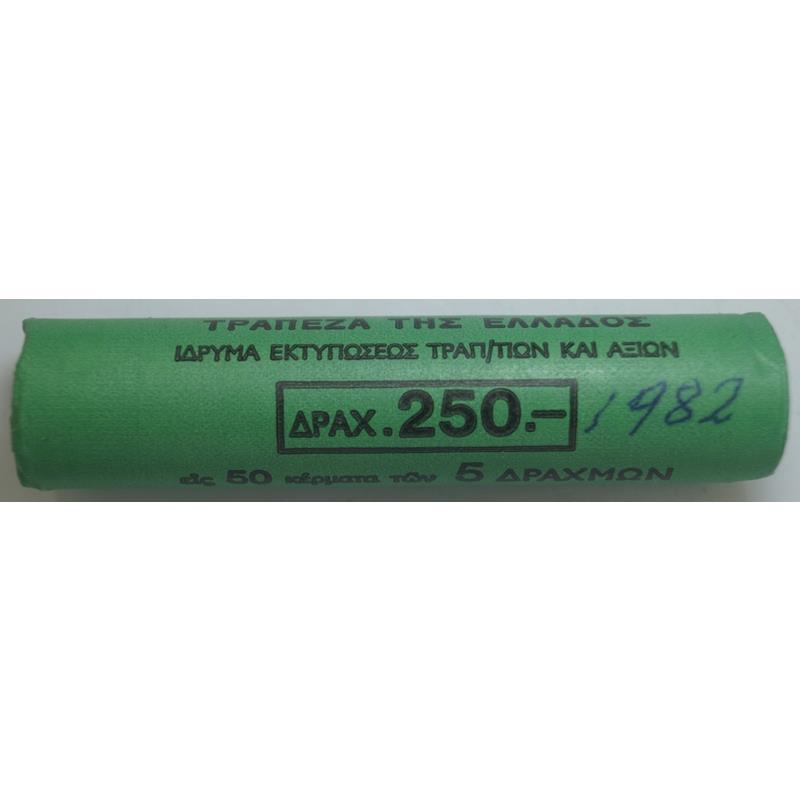 ΤΡΑΠΕΖΑ ΤΗΣ ΕΛΛΑΔΟΣ
ΙΔΡΥΜΑ ΕΚΤΥΠΩΣΕΩΣ ΤΡΑΠ/ΤΙΩΝ ΚΑΙ ΑΞΙΩΝ
ΔΡΑΧ. 250.- 1982
εἰς 50 κέρματα τῶν 5 ΔΡΑΧΜΩΝ